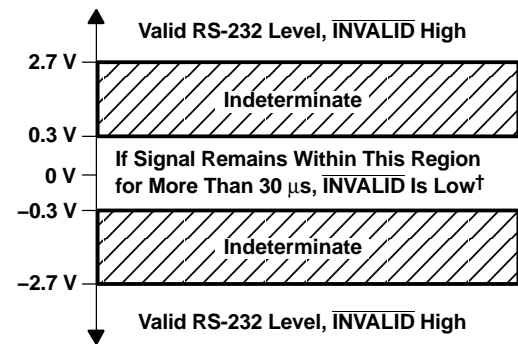 Valid RS-232 Level, INVALID High
2.7 V
Indeterminate
0.3 V
If Signal Remains Within This Region
0 V
for More Than 30 μs, INVALID Is Low†
–0.3 V
Indeterminate
–2.7 V
Valid RS-232 Level, INVALID High